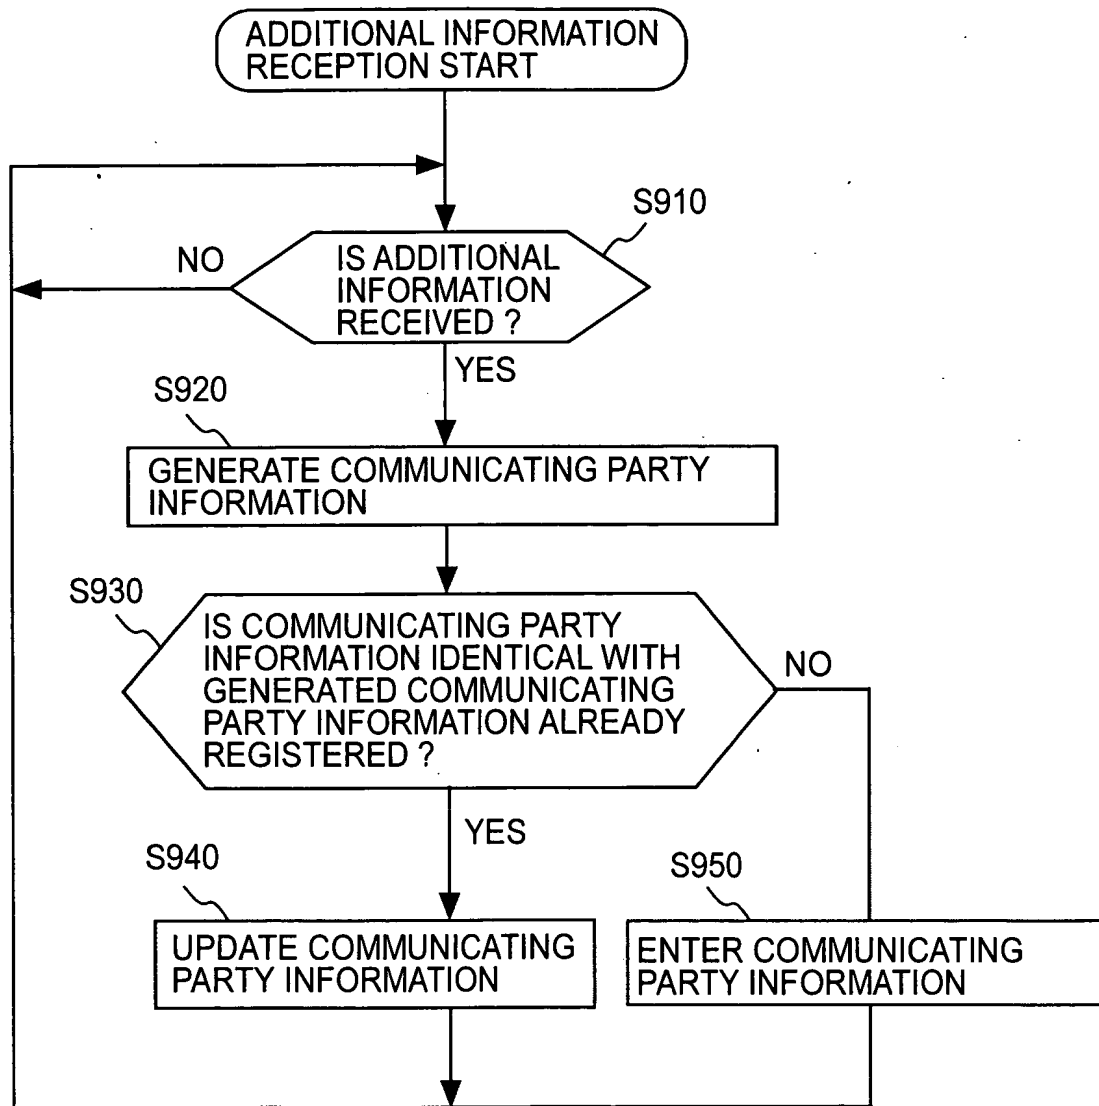 ADDITIONAL INFORMATION
RECEPTION START
S910
NO
IS ADDITIONAL
INFORMATION
RECEIVED ?
YES
S920
GENERATE COMMUNICATING PARTY
INFORMATION
S930
IS COMMUNICATING PARTY
INFORMATION IDENTICAL WITH
GENERATED COMMUNICATING
PARTY INFORMATION ALREADY
REGISTERED ?
NO
YES
S940
UPDATE COMMUNICATING
PARTY INFORMATION
S950
ENTER COMMUNICATING
PARTY INFORMATION